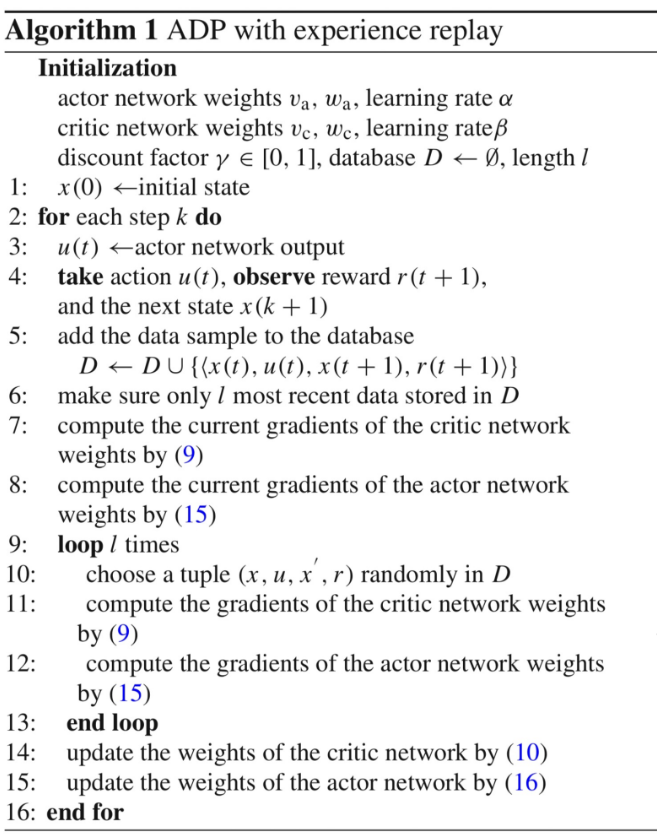 Algorithm 1 ADP with experience replay
Initialization
actor network weights vₐ, wₐ, learning rate α
critic network weights v_c, w_c, learning rateβ
discount factor γ ∈ [0, 1], database D ← ∅, length l
1: x(0) ←initial state
2: for each step k do
3: u(t) ←actor network output
4: take action u(t), observe reward r(t + 1),
and the next state x(k + 1)
5: add the data sample to the database
D ← D ∪ {⟨x(t), u(t), x(t + 1), r(t + 1)⟩}
6: make sure only l most recent data stored in D
7: compute the current gradients of the critic network
weights by (9)
8: compute the current gradients of the actor network
weights by (15)
9: loop l times
10: choose a tuple (x, u, x′, r) randomly in D
11: compute the gradients of the critic network weights
by (9)
12: compute the gradients of the actor network weights
by (15)
13: end loop
14: update the weights of the critic network by (10)
15: update the weights of the actor network by (16)
16: end for